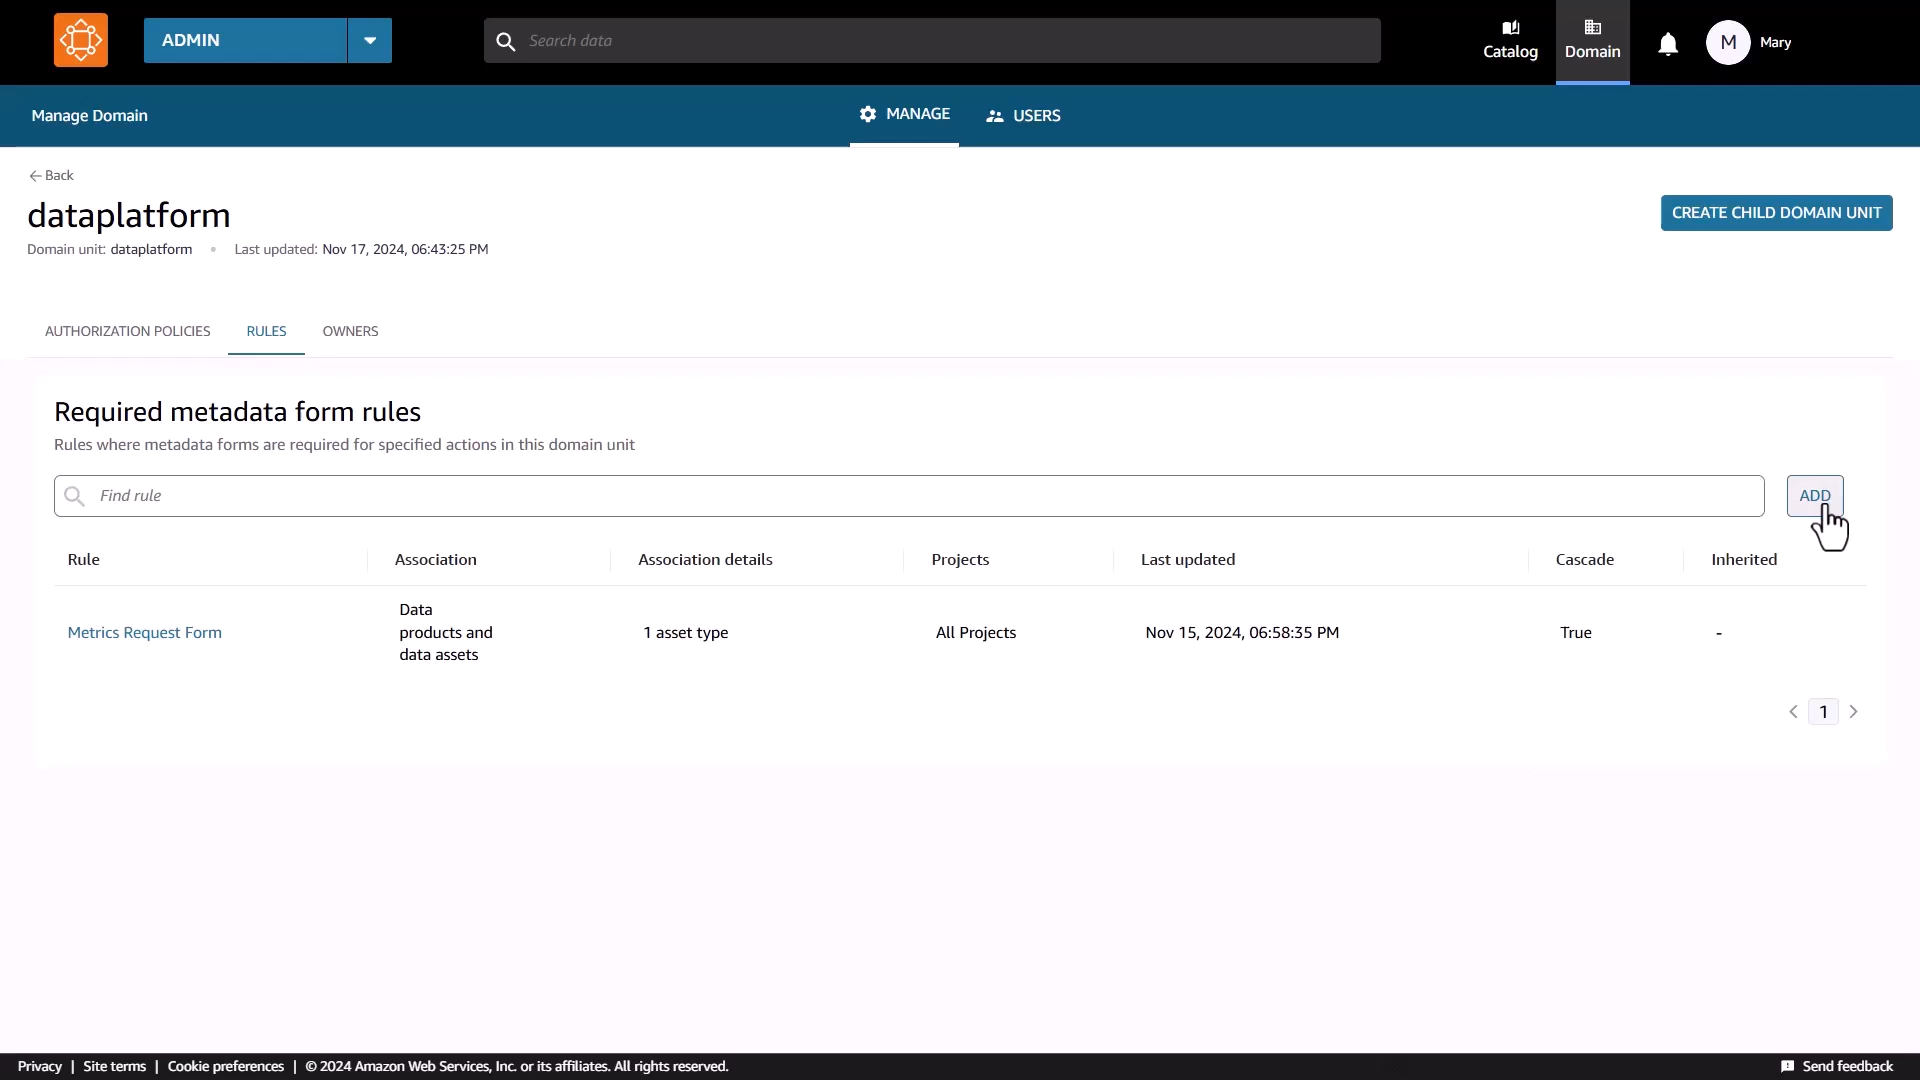 ADMIN
Search data
Catalog
Domain
M
Mary
Manage Domain
MANAGE
USERS
Back
dataplatform
CREATE CHILD DOMAIN UNIT
Domain unit: dataplatform • Last updated: Nov 17, 2024, 06:43:25 PM
AUTHORIZATION POLICIES
RULES
OWNERS
Required metadata form rules
Rules where metadata forms are required for specified actions in this domain unit
Find rule
ADD
Rule
Association
Association details
Projects
Last updated
Cascade
Inherited
Metrics Request Form
Data
products and
data assets
1 asset type
All Projects
Nov 15, 2024, 06:58:35 PM
True
-
1
Privacy | Site terms | Cookie preferences | © 2024 Amazon Web Services, Inc. or its affiliates. All rights reserved.
Send feedback